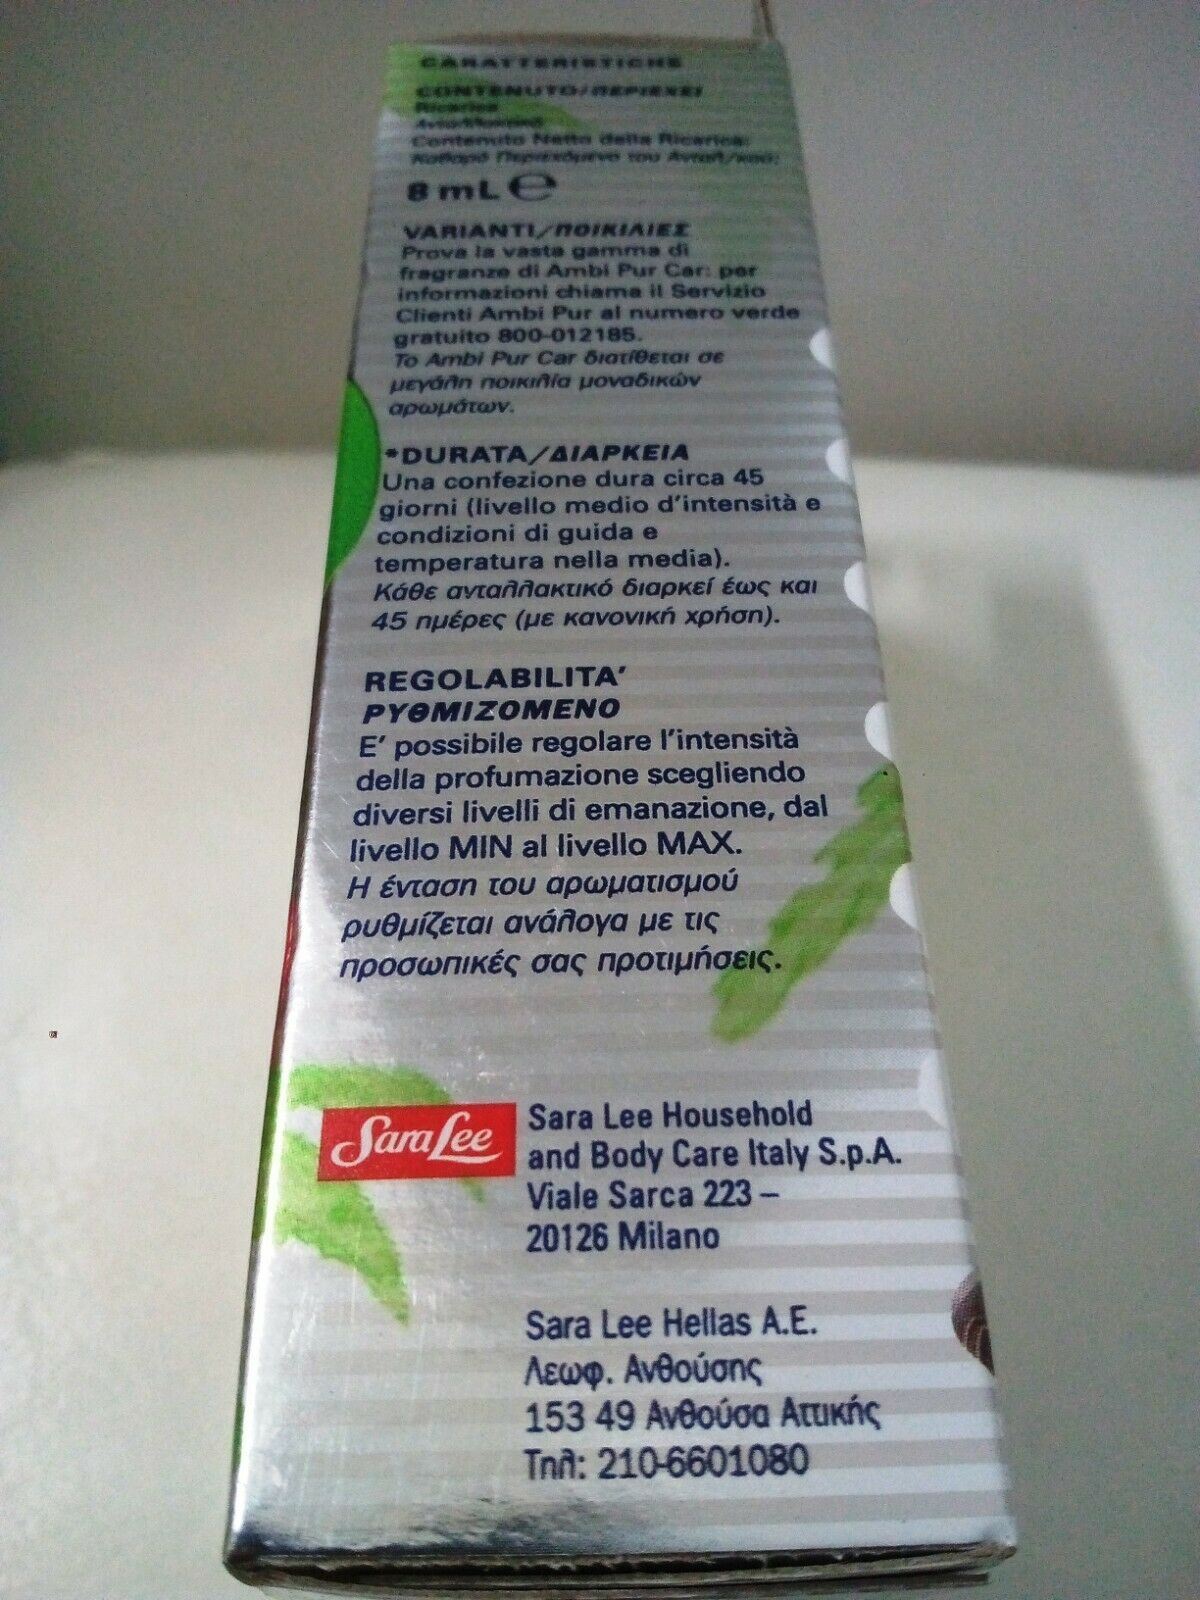 CARATTERISTICHE
CONTENUTO/ΠΕΡΙΕΧΕΙ
Ricarica
Ανταλλακτικό
Contenuto Netto della Ricarica:
Καθαρό Περιεχόμενο του Ανταλ/κού:
8 mL ℮
VARIANTI/ΠΟΙΚΙΛΙΕΣ
Prova la vasta gamma di
fragranze di Ambi Pur Car: per
informazioni chiama il Servizio
Clienti Ambi Pur al numero verde
gratuito 800-012185.
Το Ambi Pur Car διατίθεται σε
μεγάλη ποικιλία μοναδικών
αρωμάτων.
*DURATA/ΔΙΑΡΚΕΙΑ
Una confezione dura circa 45
giorni (livello medio d'intensità e
condizioni di guida e
temperatura nella media).
Κάθε ανταλλακτικό διαρκεί έως και
45 ημέρες (με κανονική χρήση).
REGOLABILITA'
ΡΥΘΜΙΖΟΜΕΝΟ
E' possibile regolare l'intensità
della profumazione scegliendo
diversi livelli di emanazione, dal
livello MIN al livello MAX.
Η ένταση του αρωματισμού
ρυθμίζεται ανάλογα με τις
προσωπικές σας προτιμήσεις.
Sara Lee
Sara Lee Household
and Body Care Italy S.p.A.
Viale Sarca 223 –
20126 Milano
Sara Lee Hellas A.E.
Λεωφ. Ανθούσης
153 49 Ανθούσα Αττικής
Τηλ: 210-6601080